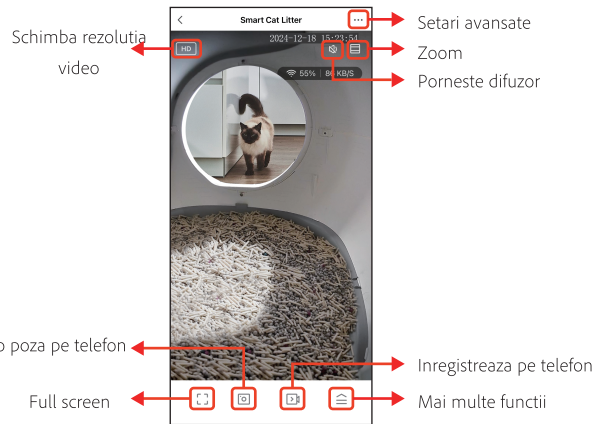 Smart Cat Litter
Setari avansate
Schimba rezolutia
video
HD
2024-12-18 15:23:54
Zoom
Porneste difuzor
55% | 86 KB/S
o poza pe telefon
Inregistreaza pe telefon
Full screen
Mai multe functii